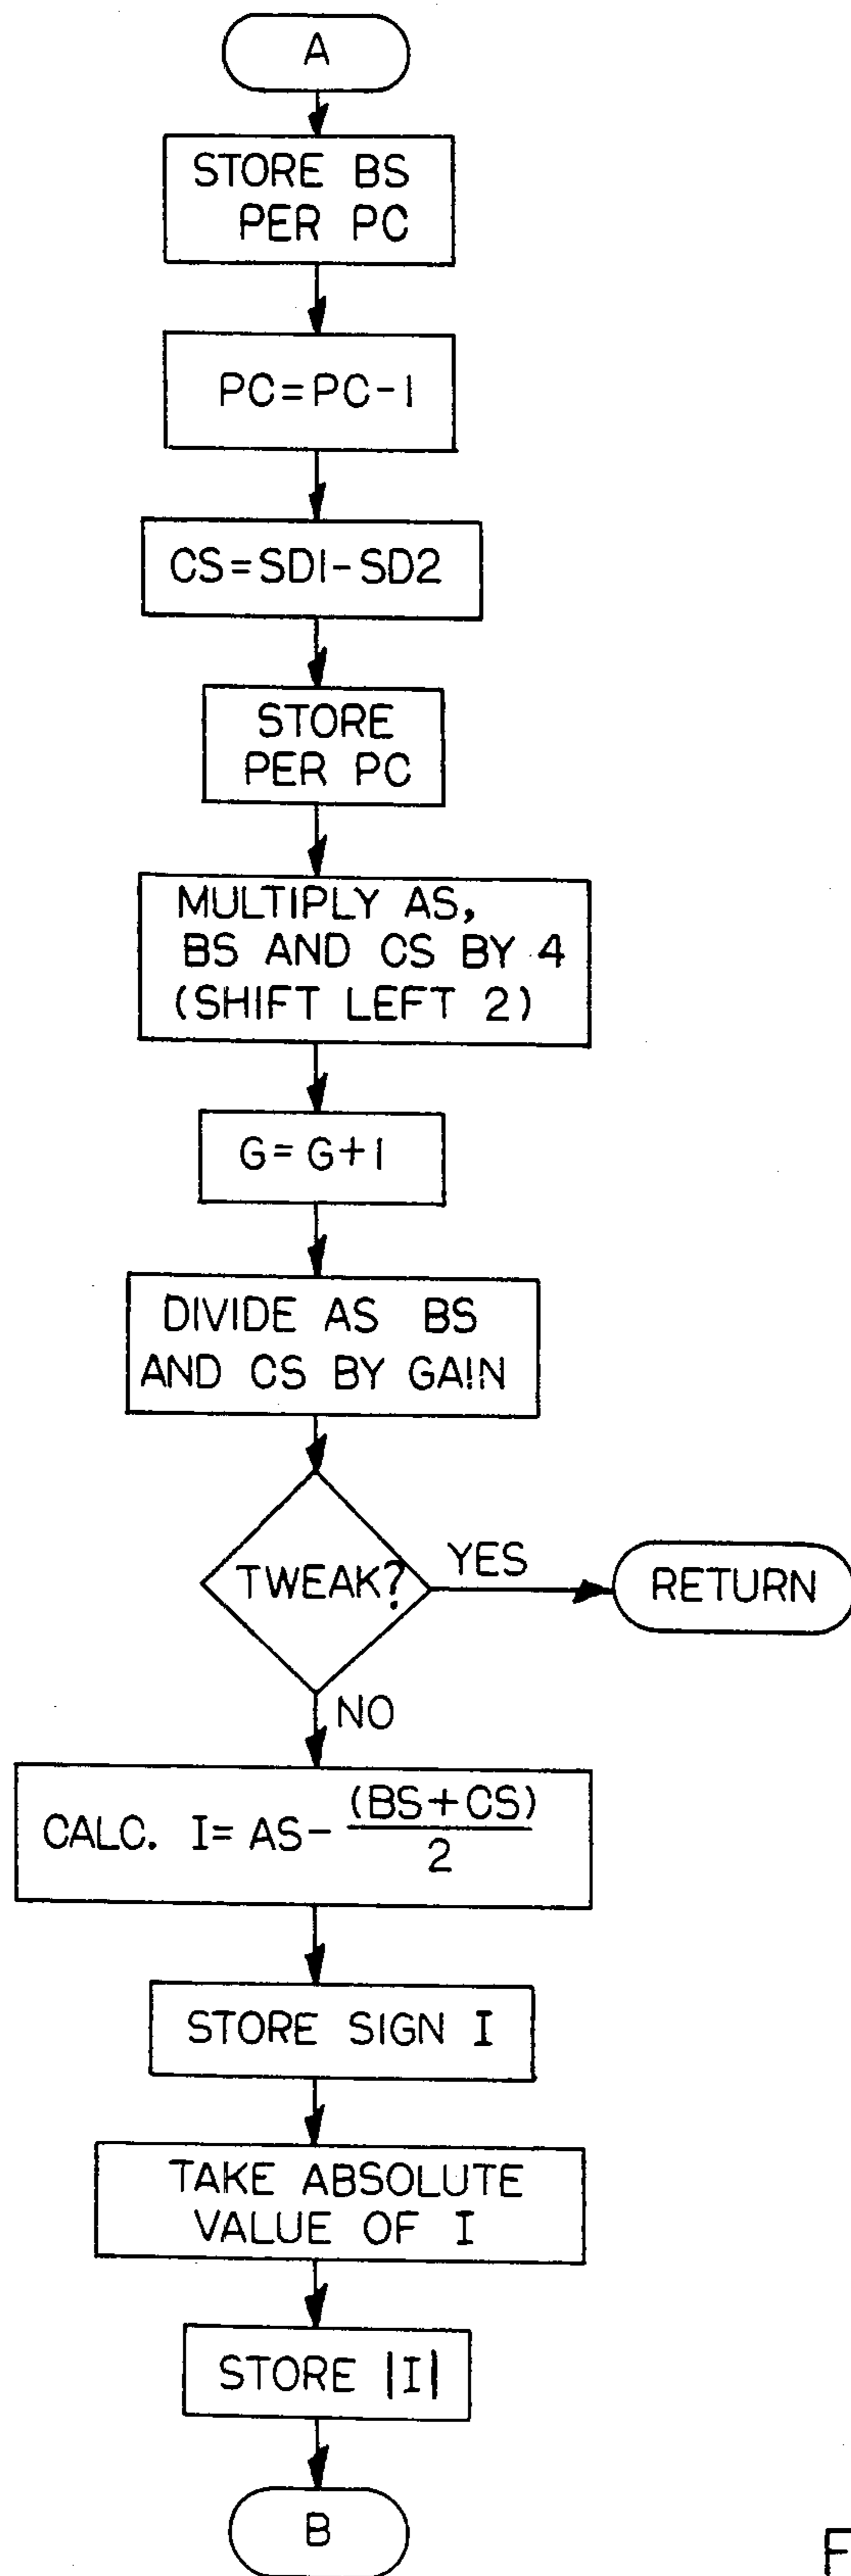 A
STORE BS
PER PC
PC=PC-1
CS=SD1-SD2
STORE
PER PC
MULTIPLY AS,
BS AND CS BY 4
(SHIFT LEFT 2)
G=G+1
DIVIDE AS BS
AND CS BY GAIN
TWEAK?
YES
RETURN
NO
CALC. I= AS- (BS+CS)
2
STORE SIGN I
TAKE ABSOLUTE
VALUE OF I
STORE |I|
B
F